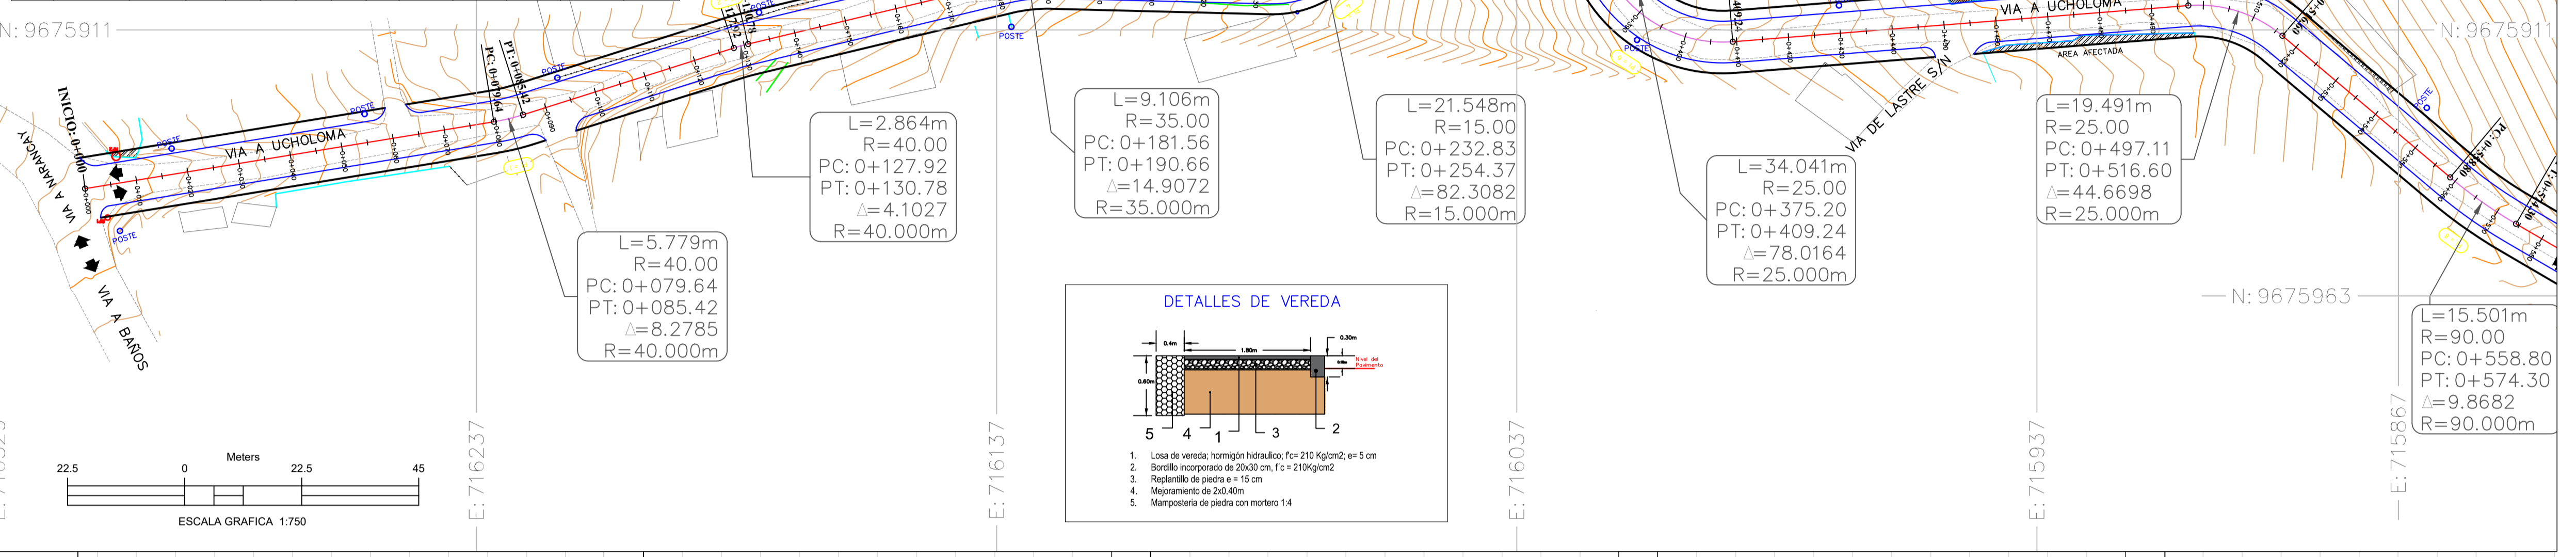 N: 9675911
N: 9675911
VIA A UCHOLOMA
AREA AFECTADA
POSTE
POSTE
POSTE
POSTE
POSTE
POSTE
POSTE
POSTE
INICIO: 0+000
PC: 0+079.64
PT: 0+085.42
VIA A UCHOLOMA
VIA A NARANCAY
VIA A BAÑOS
VIA DE LASTRE S/N
PC: 0+558.80
L=5.779m
R=40.00
PC: 0+079.64
PT: 0+085.42
Δ=8.2785
R=40.000m
L=2.864m
R=40.00
PC: 0+127.92
PT: 0+130.78
Δ=4.1027
R=40.000m
L=9.106m
R=35.00
PC: 0+181.56
PT: 0+190.66
Δ=14.9072
R=35.000m
L=21.548m
R=15.00
PC: 0+232.83
PT: 0+254.37
Δ=82.3082
R=15.000m
L=34.041m
R=25.00
PC: 0+375.20
PT: 0+409.24
Δ=78.0164
R=25.000m
L=19.491m
R=25.00
PC: 0+497.11
PT: 0+516.60
Δ=44.6698
R=25.000m
N: 9675963
L=15.501m
R=90.00
PC: 0+558.80
PT: 0+574.30
Δ=9.8682
R=90.000m
DETALLES DE VEREDA
0.4m
1.80m
0.30m
0.60m
Nivel del
Pavimento
5 4 1 3 2
1. Losa de vereda; hormigón hidraulico; f'c= 210 Kg/cm2; e= 5 cm
2. Bordillo incorporado de 20x30 cm, f´c = 210Kg/cm2
3. Replantillo de piedra e = 15 cm
4. Mejoramiento de 2x0.40m
5. Mamposteria de piedra con mortero 1:4
Meters
22.5 0 22.5 45
ESCALA GRAFICA 1:750
E: 716237
E: 716137
E: 716037
E: 715937
E: 715867